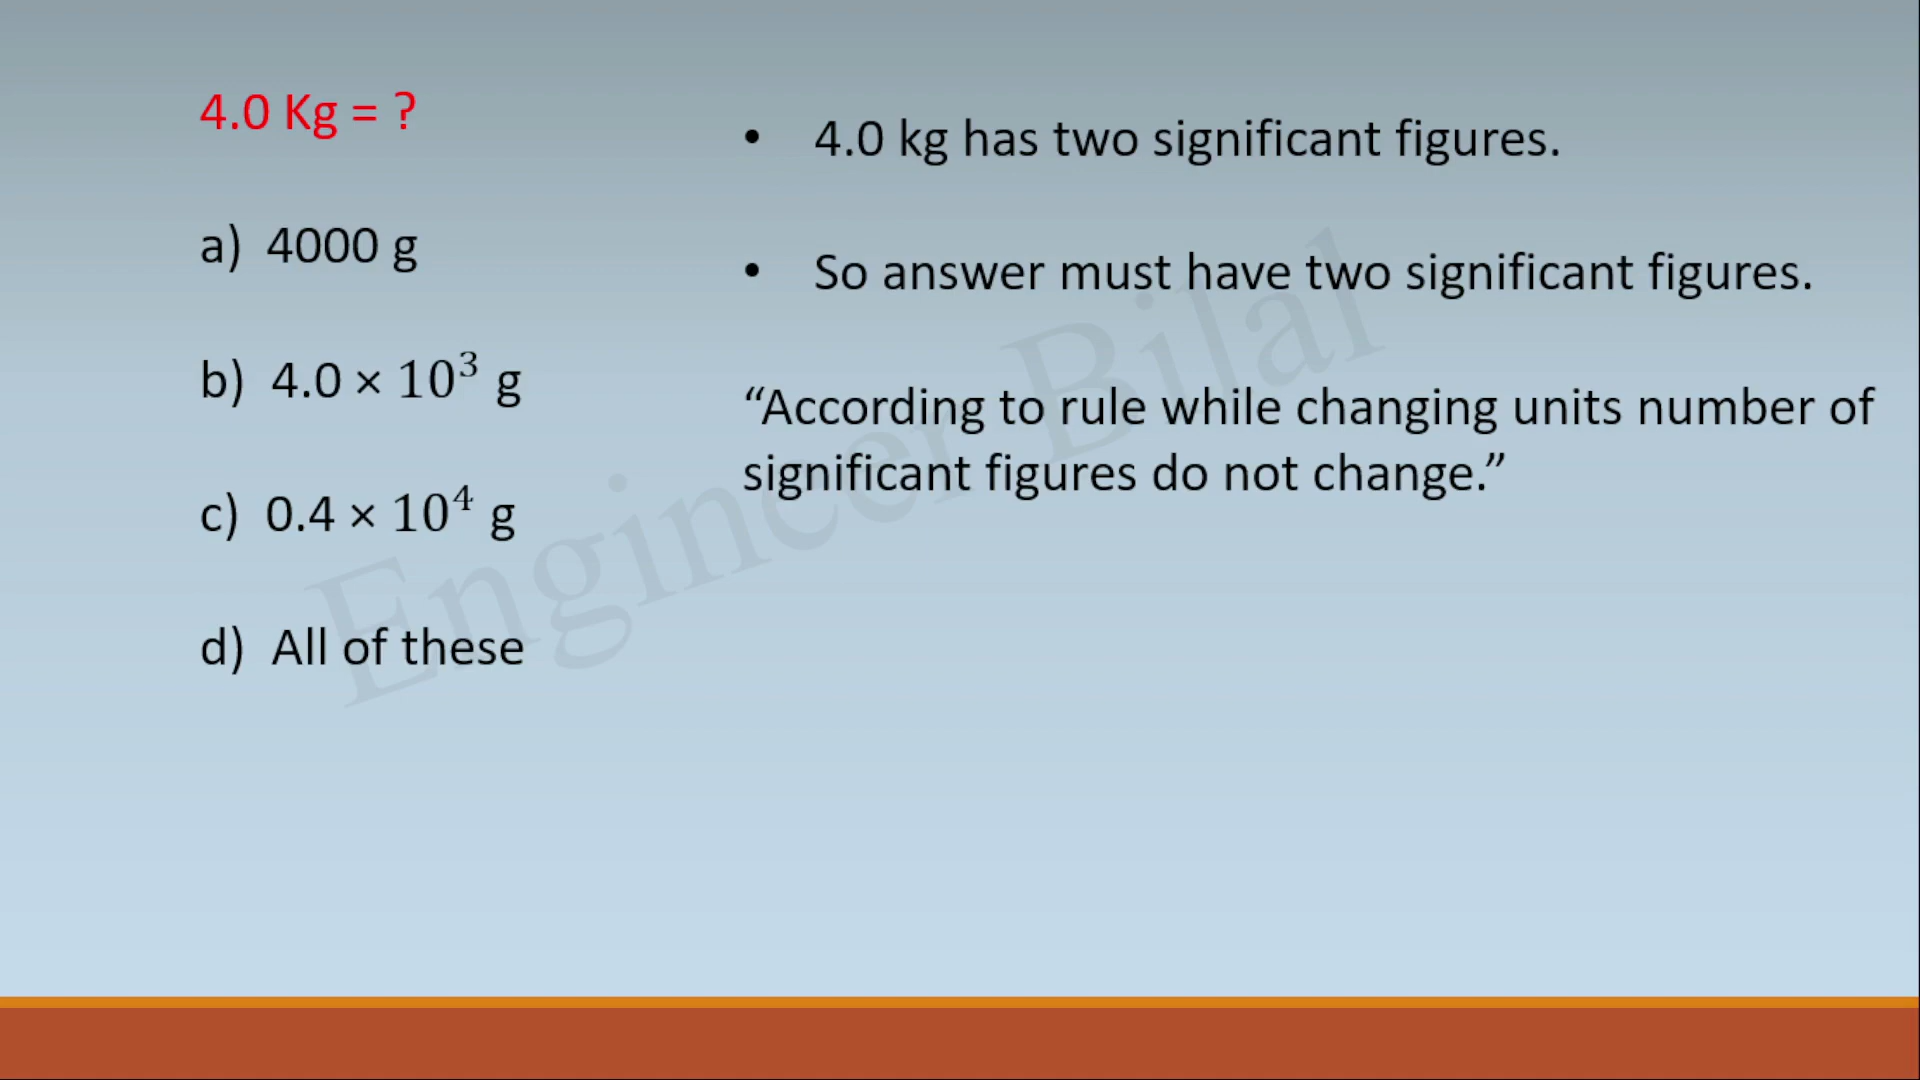 4.0 Kg = ?
a) 4000 g
b) 4.0 × 10³ g
c) 0.4 × 10⁴ g
d) All of these
• 4.0 kg has two significant figures.
• So answer must have two significant figures.
“According to rule while changing units number of
significant figures do not change.”
Engineer Bilal